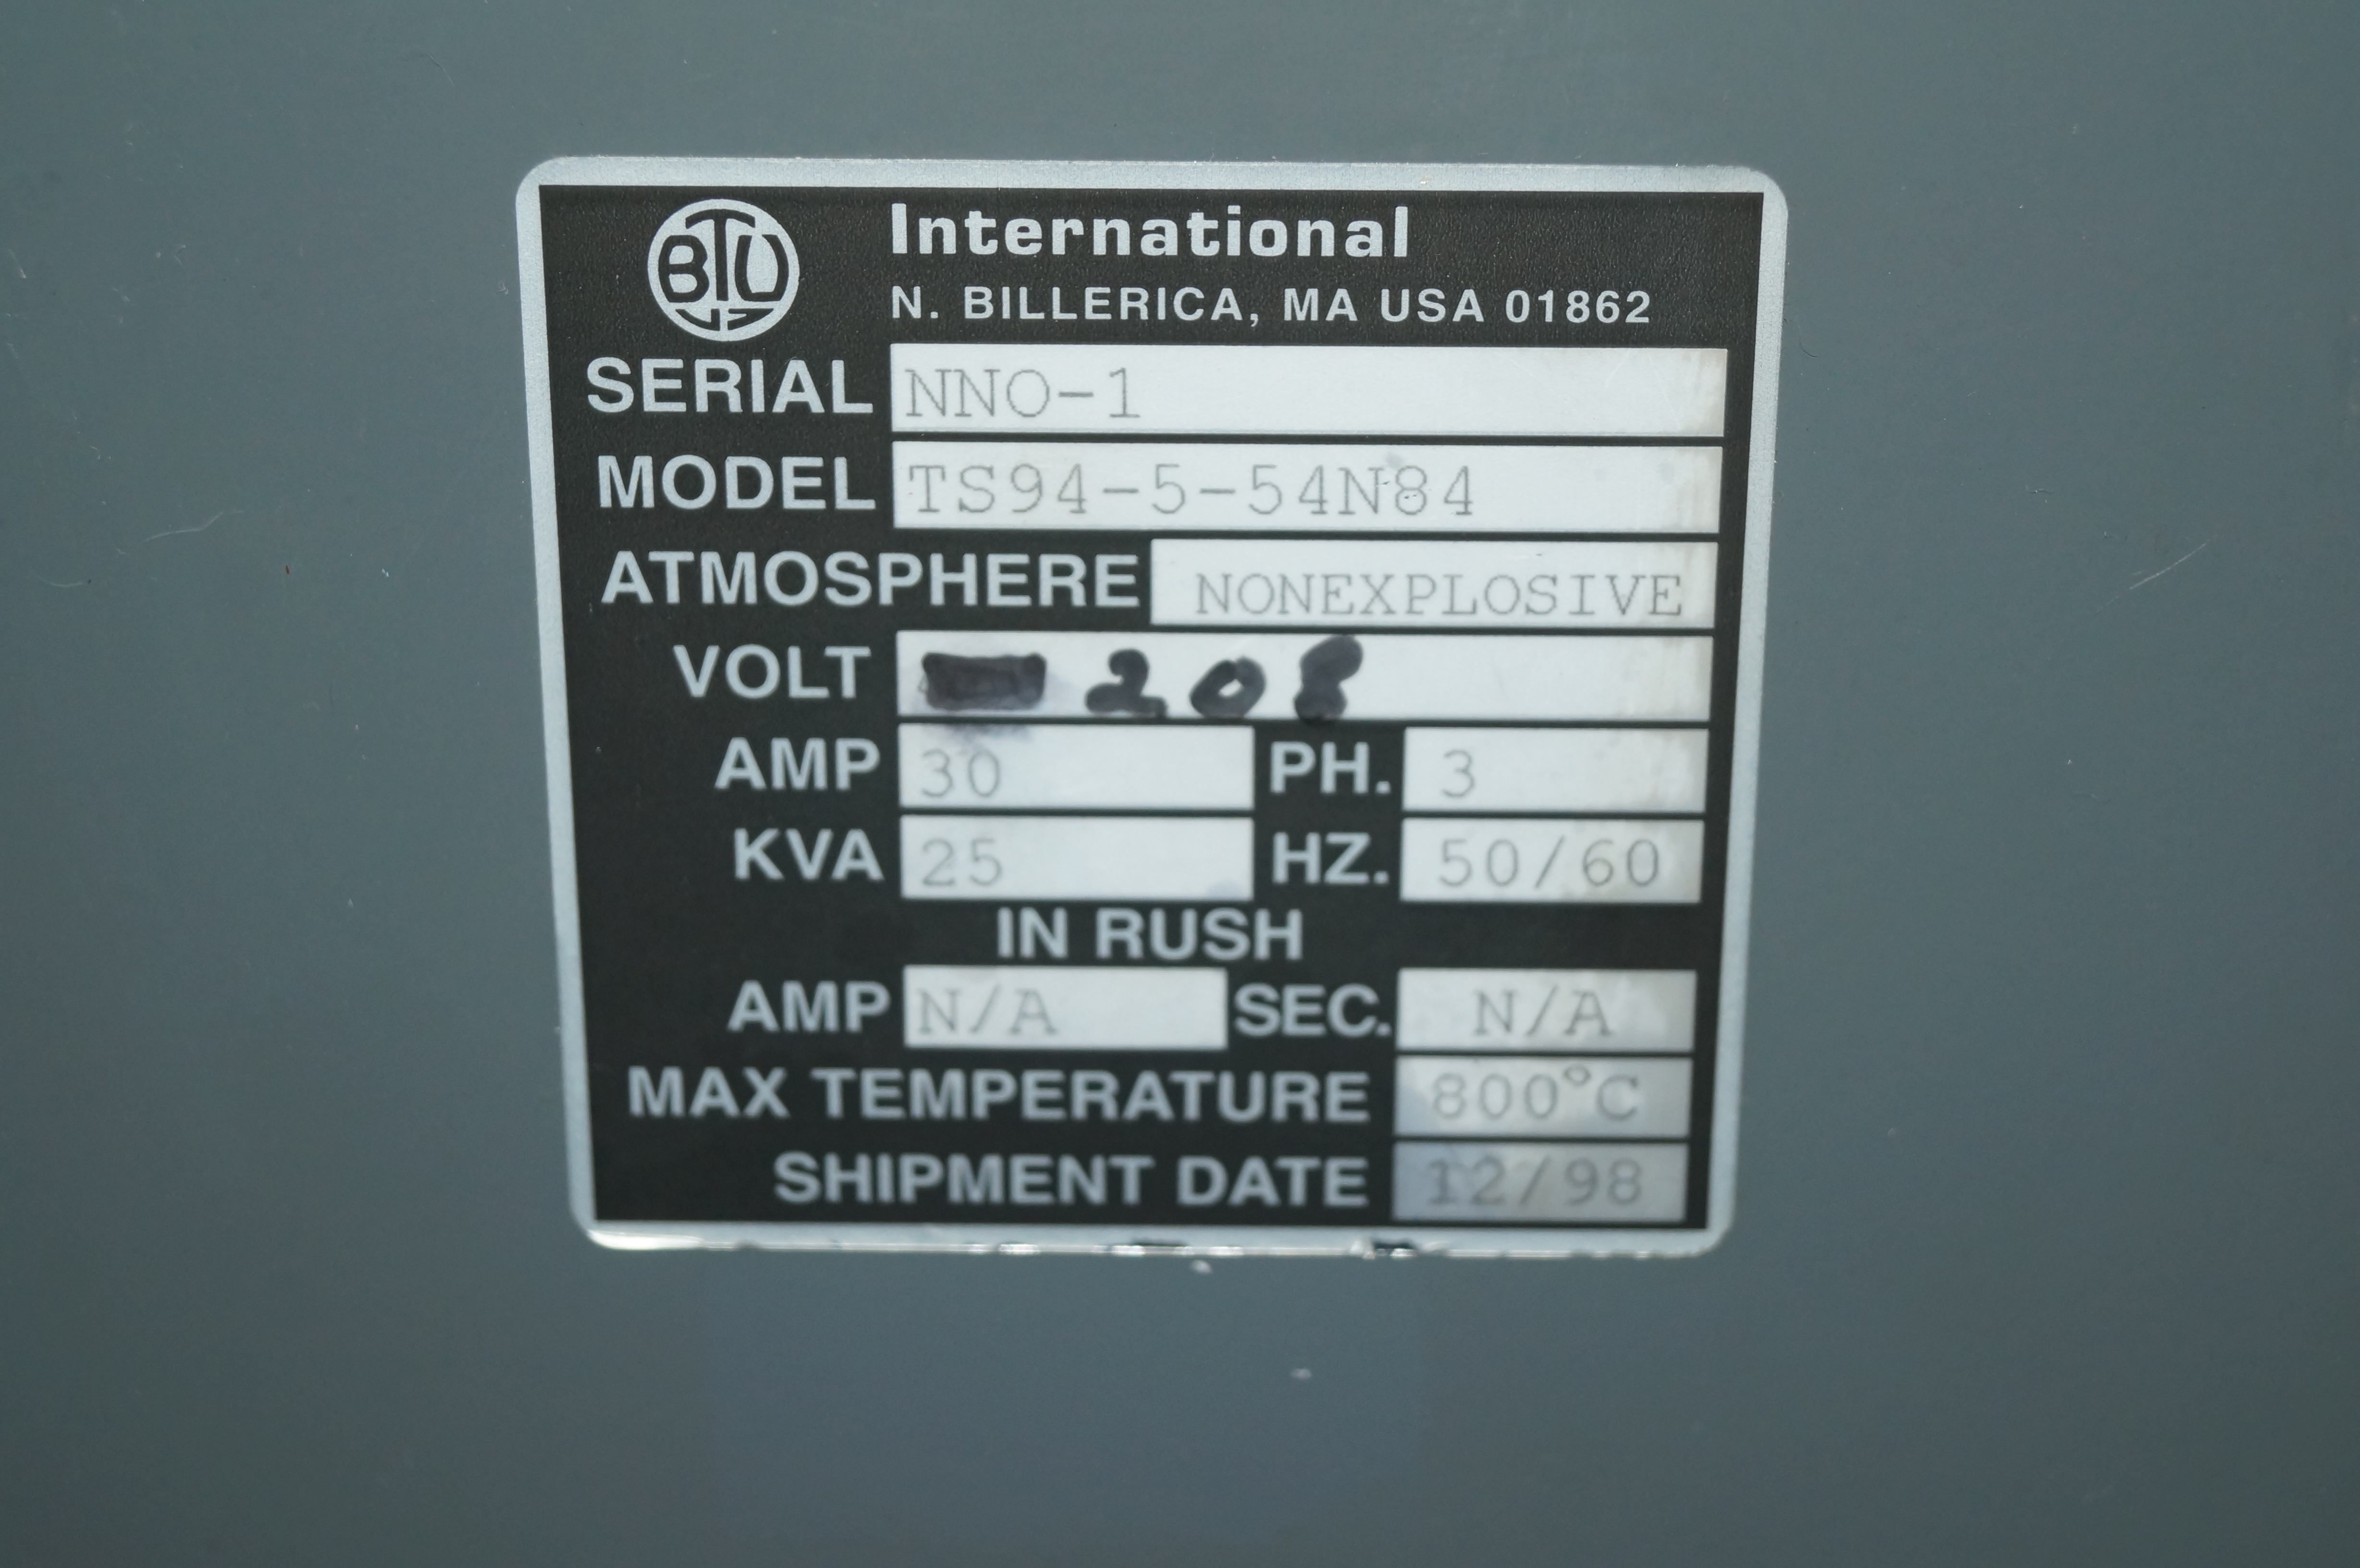 BTU International
N. BILLERICA, MA USA 01862
SERIAL NNO-1
MODEL TS94-5-54N84
ATMOSPHERE NONEXPLOSIVE
VOLT 208
AMP 30 PH. 3
KVA 25 HZ. 50/60
IN RUSH
AMP N/A SEC. N/A
MAX TEMPERATURE 800°C
SHIPMENT DATE 12/98